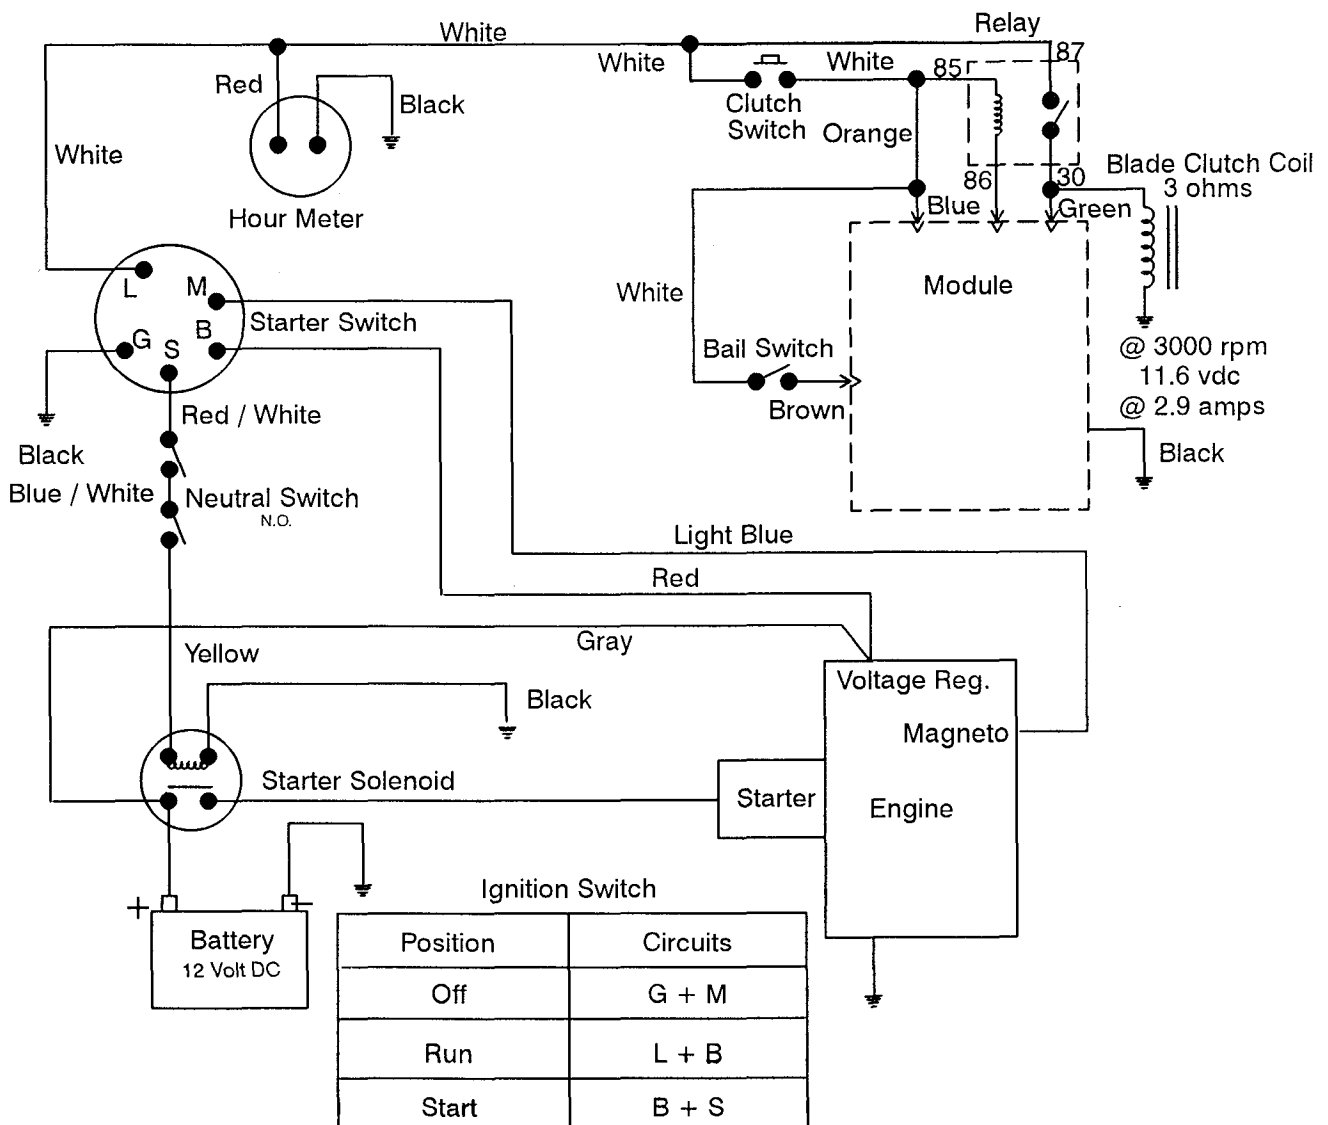 White
Relay
White
White
87
85
Red
Black
Clutch
Switch
Orange
White
Blade Clutch Coil
3 ohms
86
30
Blue
Green
Hour Meter
L
M
Module
White
Starter Switch
B
G
S
Bail Switch
@ 3000 rpm
11.6 vdc
@ 2.9 amps
Brown
Red / White
Black
Black
Blue / White
Neutral Switch
N.O.
Light Blue
Red
Gray
Yellow
Voltage Reg.
Black
Magneto
Starter Solenoid
Starter
Engine
Ignition Switch
+
−
Battery
12 Volt DC
Position Circuits
Off G + M
Run L + B
Start B + S